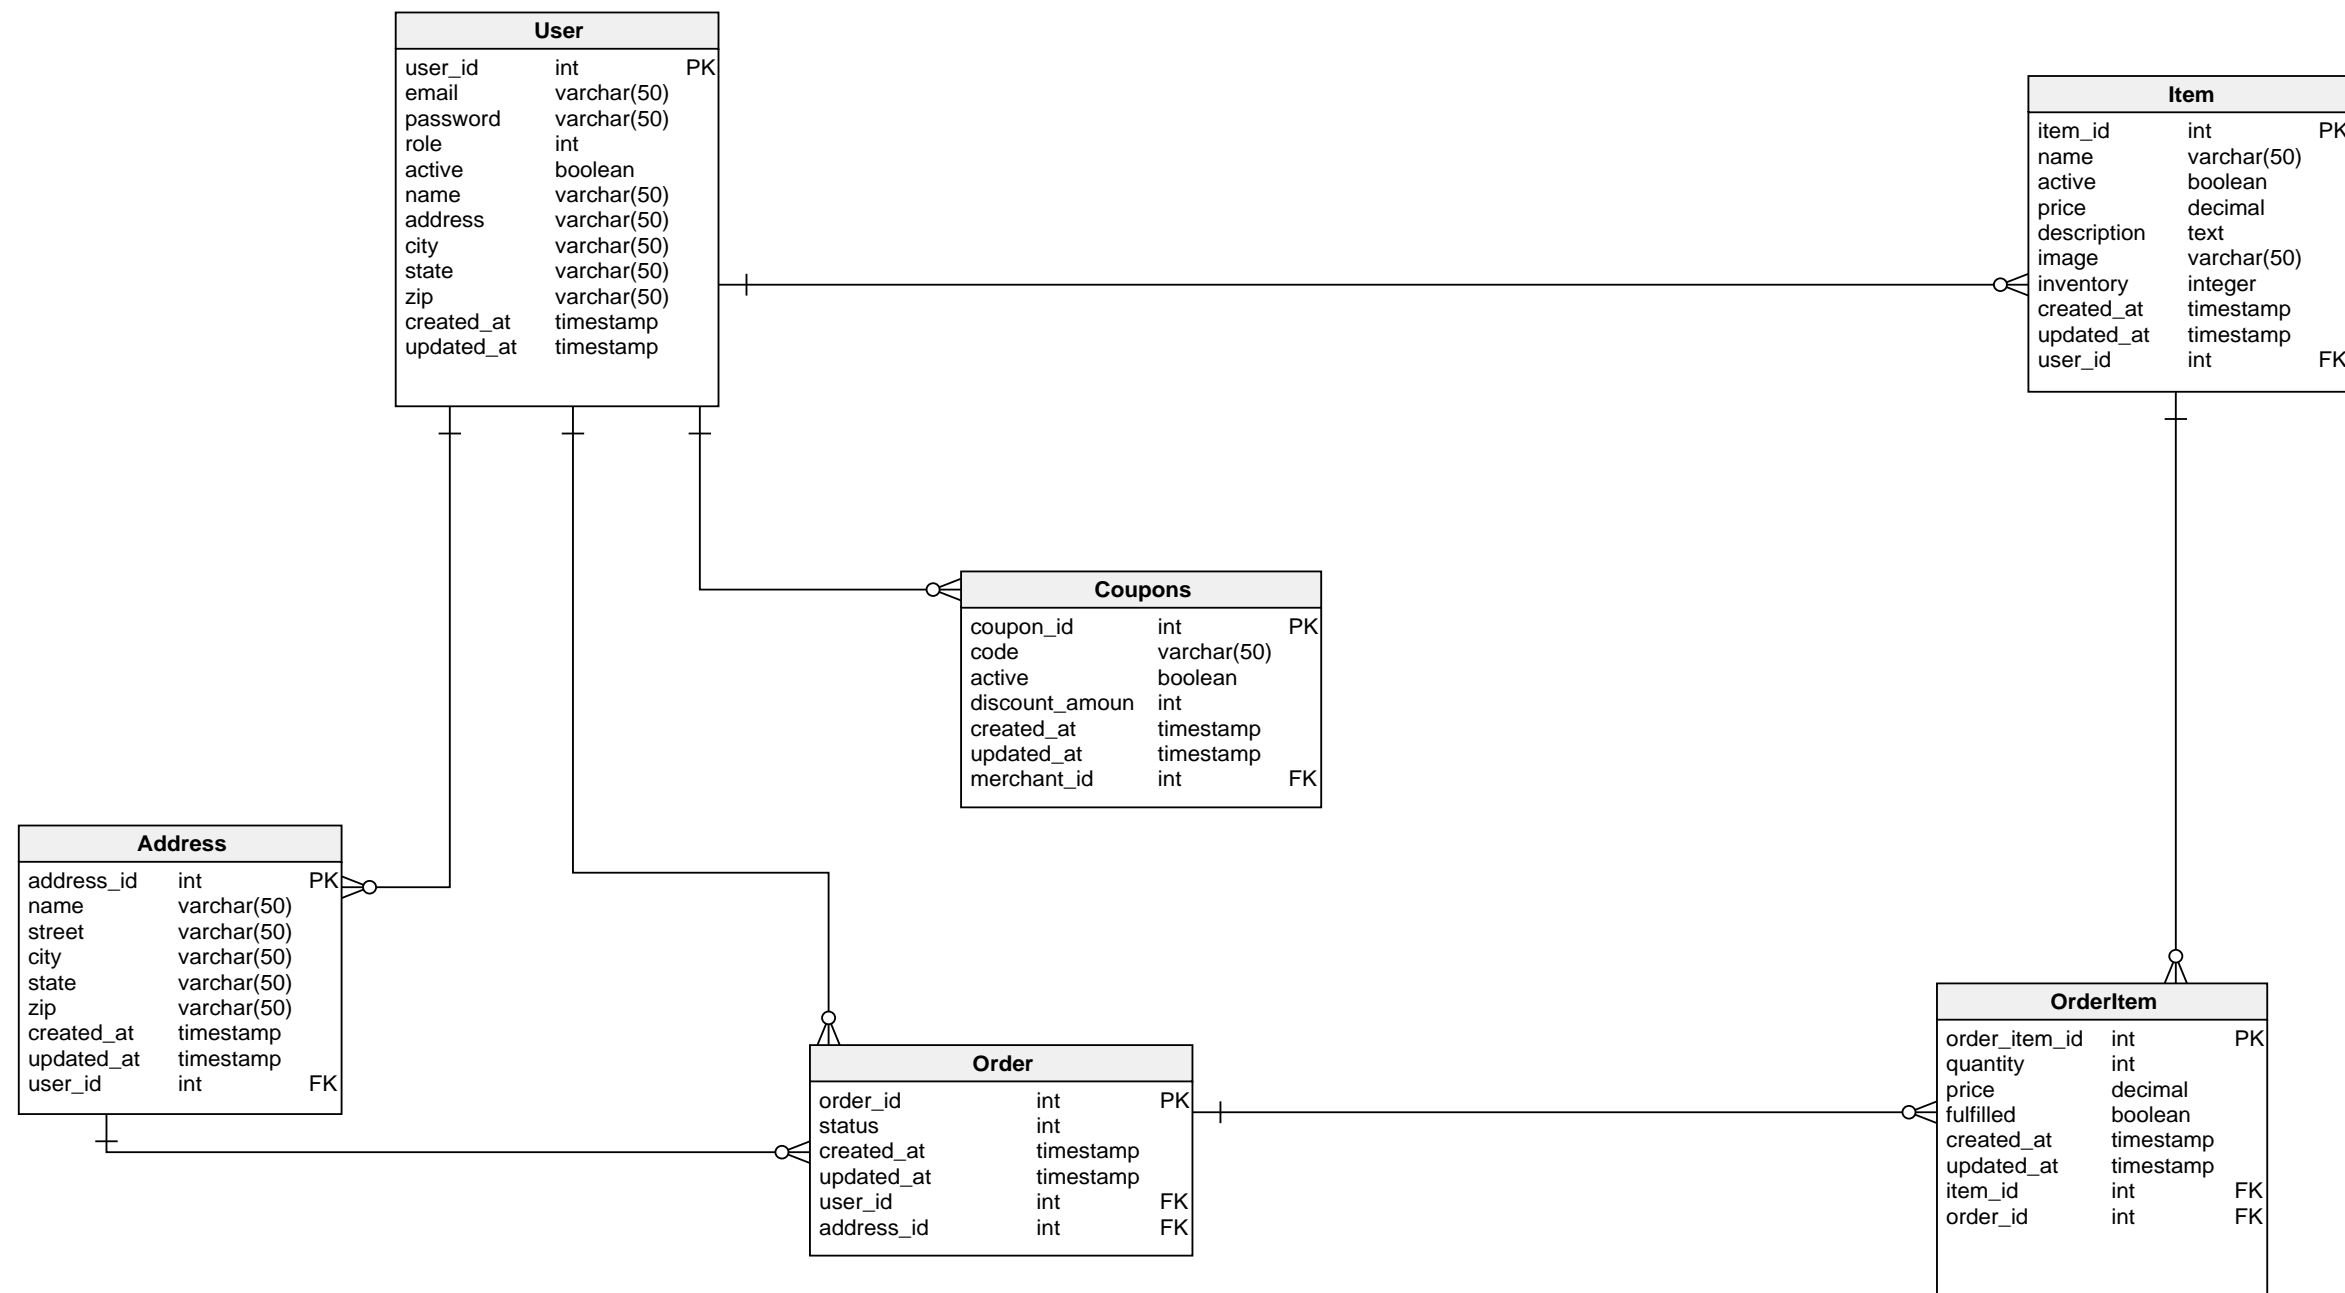 User
user_id int PK
email varchar(50)
password varchar(50)
role int
active boolean
name varchar(50)
address varchar(50)
city varchar(50)
state varchar(50)
zip varchar(50)
created_at timestamp
updated_at timestamp
Item
item_id int PK
name varchar(50)
active boolean
price decimal
description text
image varchar(50)
inventory integer
created_at timestamp
updated_at timestamp
user_id int FK
Coupons
coupon_id int PK
code varchar(50)
active boolean
discount_amoun int
created_at timestamp
updated_at timestamp
merchant_id int FK
Address
address_id int PK
name varchar(50)
street varchar(50)
city varchar(50)
state varchar(50)
zip varchar(50)
created_at timestamp
updated_at timestamp
user_id int FK
Order
order_id int PK
status int
created_at timestamp
updated_at timestamp
user_id int FK
address_id int FK
OrderItem
order_item_id int PK
quantity int
price decimal
fulfilled boolean
created_at timestamp
updated_at timestamp
item_id int FK
order_id int FK